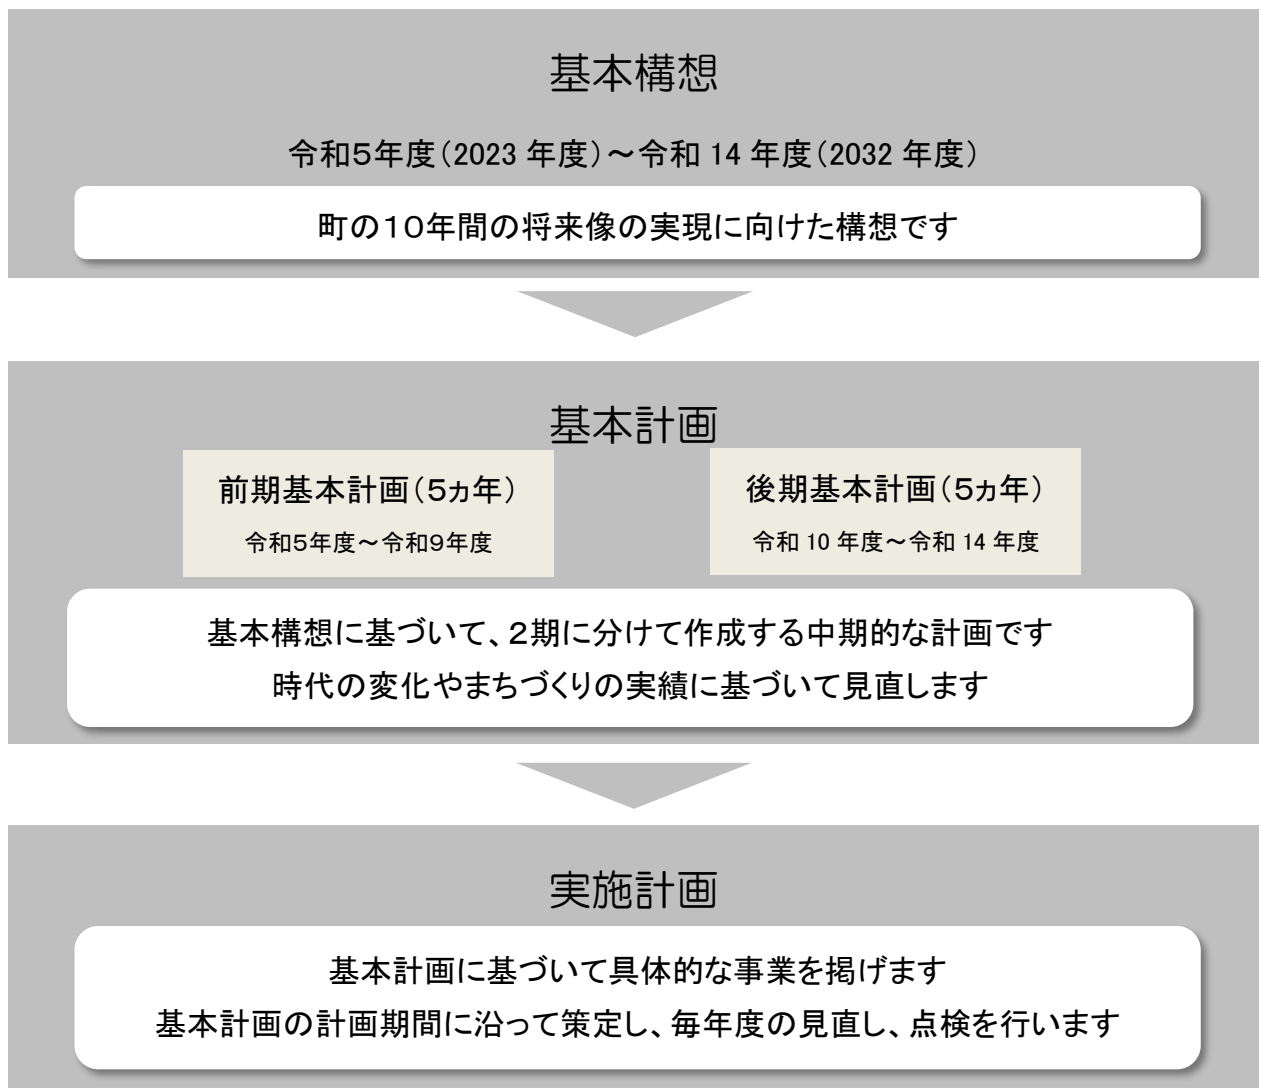 基本構想
令和５年度（2023 年度）～令和 14 年度（2032 年度）
町の１０年間の将来像の実現に向けた構想です
基本計画
前期基本計画（５ヵ年）
令和５年度～令和９年度
後期基本計画（５ヵ年）
令和 10 年度～令和 14 年度
基本構想に基づいて、２期に分けて作成する中期的な計画です
時代の変化やまちづくりの実績に基づいて見直します
実施計画
基本計画に基づいて具体的な事業を掲げます
基本計画の計画期間に沿って策定し、毎年度の見直し、点検を行います